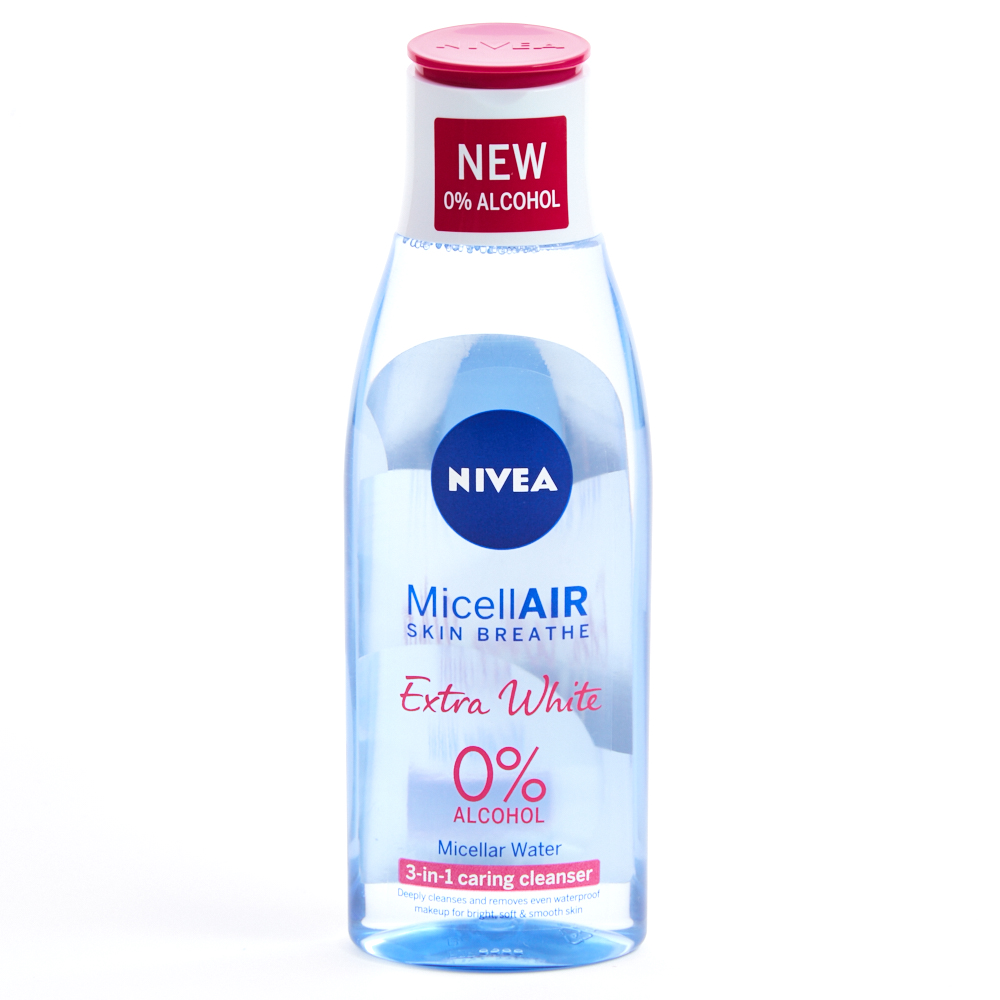 NIVEA
NEW
0% ALCOHOL
NIVEA
MicellAIR
SKIN BREATHE
Extra White
0%
ALCOHOL
Micellar Water
3-in-1 caring cleanser
Deeply cleanses and removes even waterproof
makeup for bright, soft & smooth skin